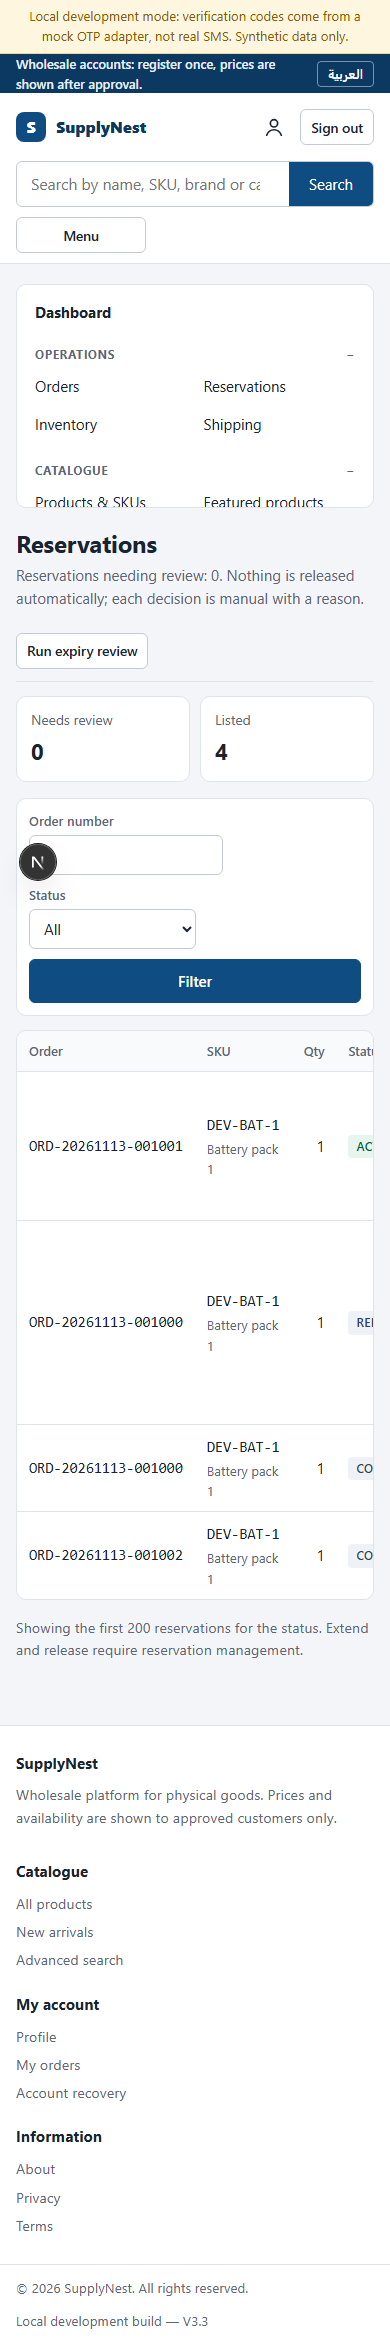 Local development mode: verification codes come from a
mock OTP adapter, not real SMS. Synthetic data only.
Wholesale accounts: register once, prices are
shown after approval.
العربية
S SupplyNest
Sign out
Search by name, SKU, brand or ca
Search
Menu
Dashboard
OPERATIONS –
Orders Reservations
Inventory Shipping
CATALOGUE –
Products & SKUs Featured products
Reservations
Reservations needing review: 0. Nothing is released
automatically; each decision is manual with a reason.
Run expiry review
Needs review Listed
0 4
Order number
N
Status
All
Filter
Order SKU Qty Statu
DEV-BAT-1
ORD-20261113-001001 Battery pack 1 AC
1
DEV-BAT-1
ORD-20261113-001000 Battery pack 1 REI
1
DEV-BAT-1
ORD-20261113-001000 Battery pack 1 CO
1
DEV-BAT-1
ORD-20261113-001002 Battery pack 1 CO
1
Showing the first 200 reservations for the status. Extend
and release require reservation management.
SupplyNest
Wholesale platform for physical goods. Prices and
availability are shown to approved customers only.
Catalogue
All products
New arrivals
Advanced search
My account
Profile
My orders
Account recovery
Information
About
Privacy
Terms
© 2026 SupplyNest. All rights reserved.
Local development build — V3.3